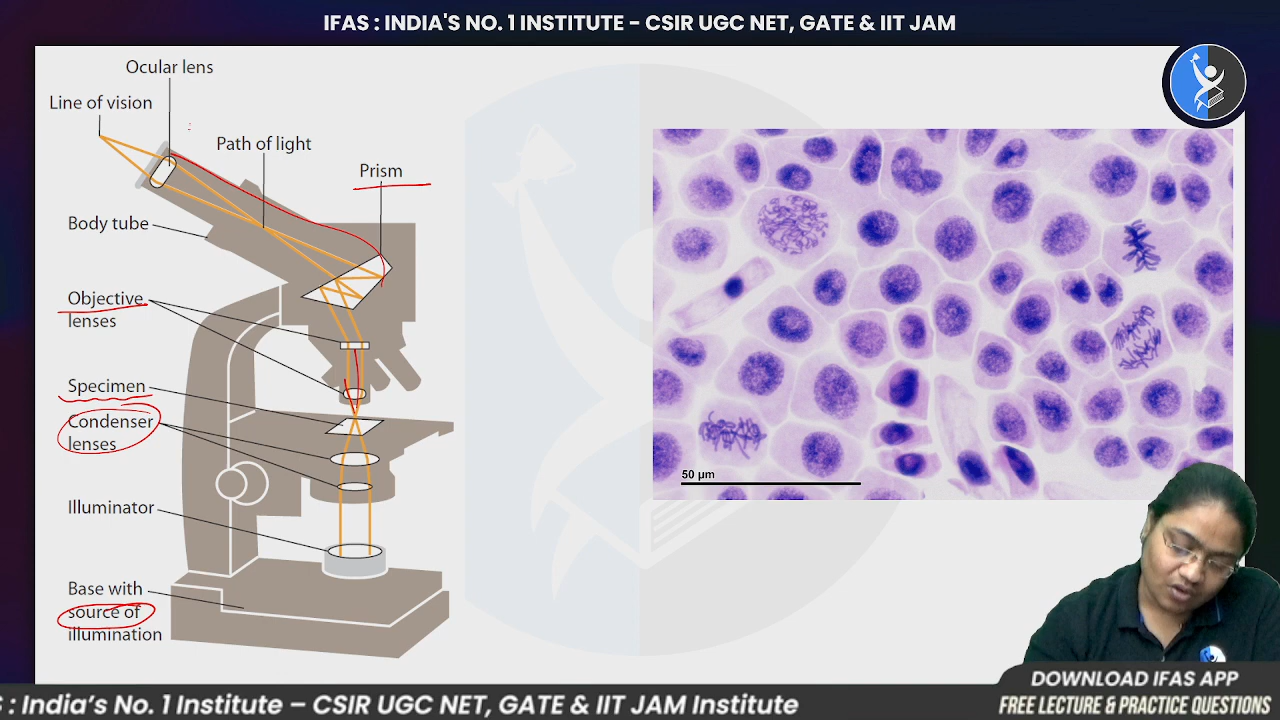 IFAS : INDIA'S NO. 1 INSTITUTE - CSIR UGC NET, GATE & IIT JAM
Ocular lens
Line of vision
Path of light
Prism
Body tube
Objective
lenses
Specimen
Condenser
lenses
Illuminator
Base with
source of
illumination
50 µm
DOWNLOAD IFAS APP
FREE LECTURE & PRACTICE QUESTIONS
S : India's No. 1 Institute – CSIR UGC NET, GATE & IIT JAM Institute